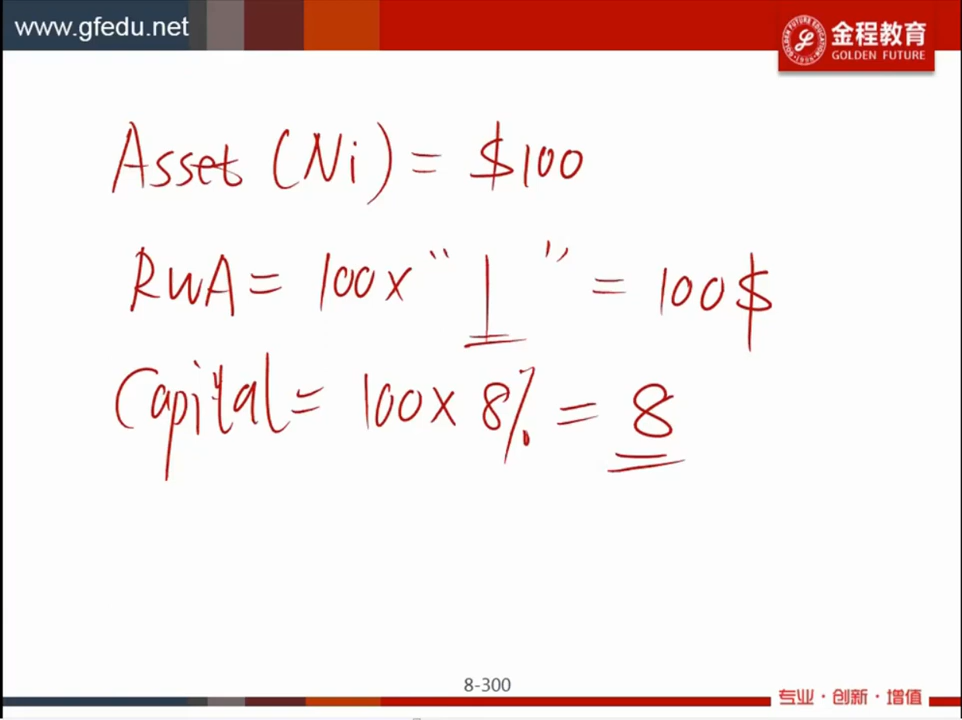 www.gfedu.net
金程教育
GOLDEN FUTURE
Asset (Ni) = $100
RWA = 100 x " 1 " = 100$
Capital = 100 x 8% = 8
8-300
专业·创新·增值